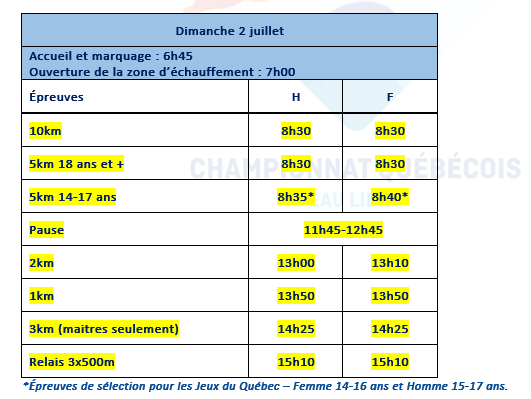 Dimanche 2 juillet
Accueil et marquage : 6h45
Ouverture de la zone d'échauffement : 7h00
Épreuves H F
10km 8h30 8h30
5km 18 ans et + 8h30 8h30
CHAMPIONNAT QUÉBÉCOIS
5km 14-17 ans 8h35* 8h40*
Pause 11h45-12h45
2km 13h00 13h10
1km 13h50 13h50
3km (maitres seulement) 14h25 14h25
Relais 3x500m 15h10 15h10
*Épreuves de sélection pour les Jeux du Québec – Femme 14-16 ans et Homme 15-17 ans.